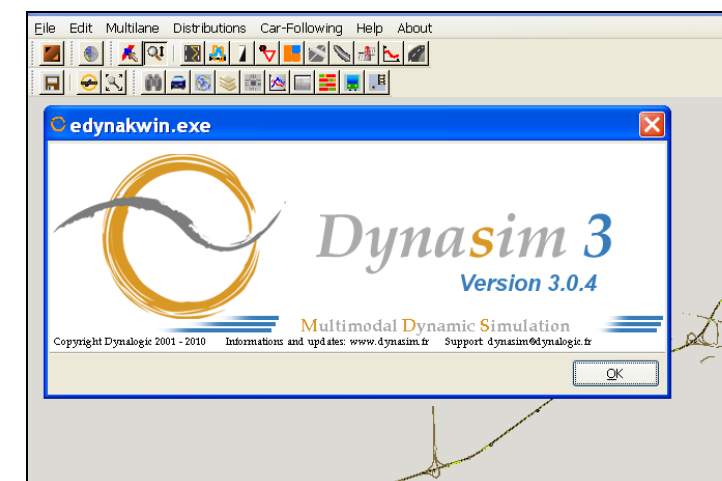 File Edit Multilane Distributions Car-Following Help About
edynakwin.exe
Dynasim 3
Version 3.0.4
Multimodal Dynamic Simulation
Copyright Dynalogic 2001 - 2010 Informations and updates: www.dynasim.fr Support: dynasim@dynalogic.fr
OK